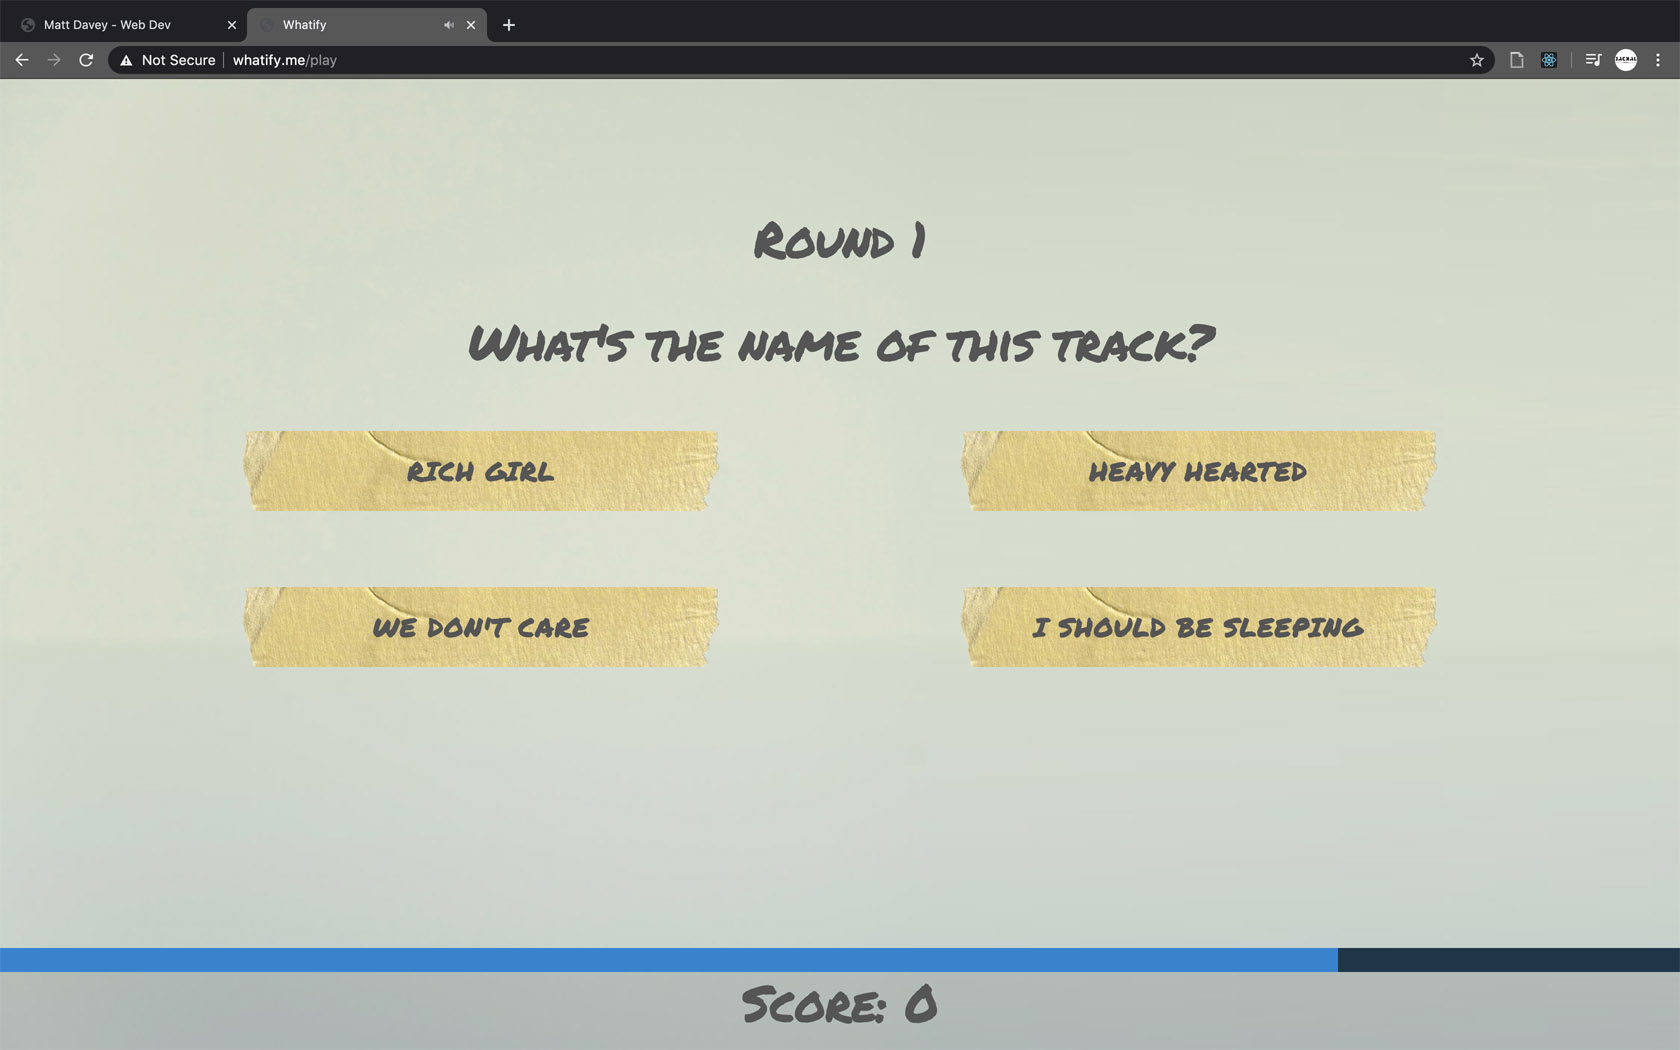 Matt Davey - Web Dev
Whatify
Not Secure
whatify.me/play
JACKAL
Round 1
What's the name of this track?
RICH GIRL
HEAVY HEARTED
WE DON'T CARE
I SHOULD BE SLEEPING
Score: 0